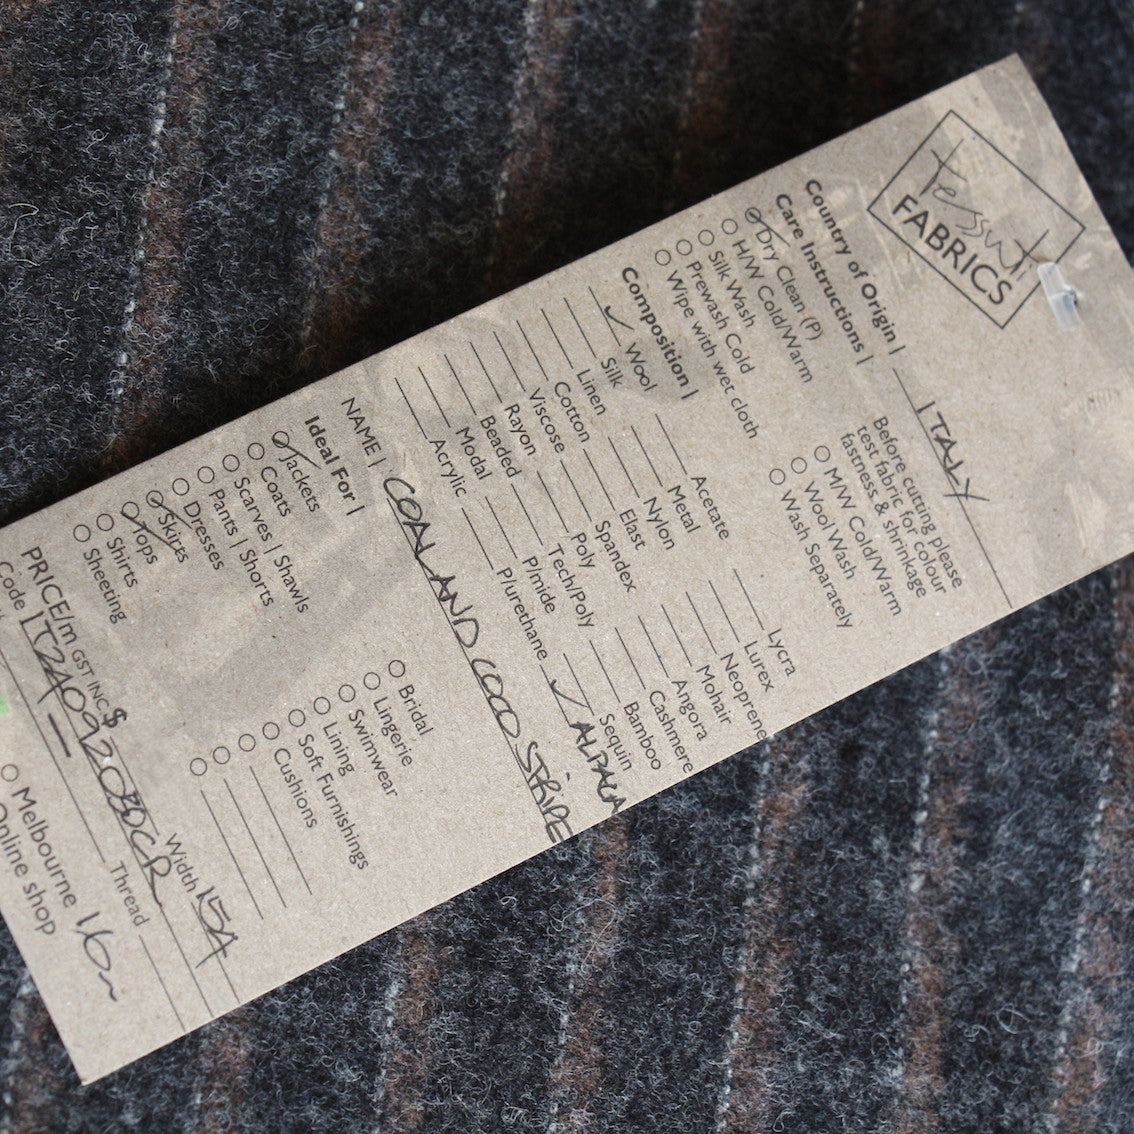 Tessuti
FABRICS
Country of Origin | ITALY
Care Instructions |
Dry Clean (P)
H/W Cold/Warm
Silk Wash
Prewash Cold
Wipe with wet cloth
Before cutting please
test fabric for colour
fastness & shrinkage
M/W Cold/Warm
Wool Wash
Wash Separately
Composition |
✓ Wool
Silk
Linen
Cotton
Viscose
Rayon
Beaded
Modal
Acrylic
Acetate
Metal
Nylon
Elast
Spandex
Poly
Tech/Poly
P/mide
P/urethane
Lycra
Lurex
Neoprene
Mohair
Angora
Cashmere
Bamboo
Sequin
✓ ALPACA
NAME | COAL AND COCO STRIPE
Ideal For |
Jackets
Coats
Scarves | Shawls
Pants | Shorts
Dresses
Skirts
Tops
Shirts
Sheeting
Bridal
Lingerie
Swimwear
Lining
Soft Furnishings
Cushions
PRICE/m GST INC $
Width 154
Code
Thread
Melbourne 1.6m
Online shop